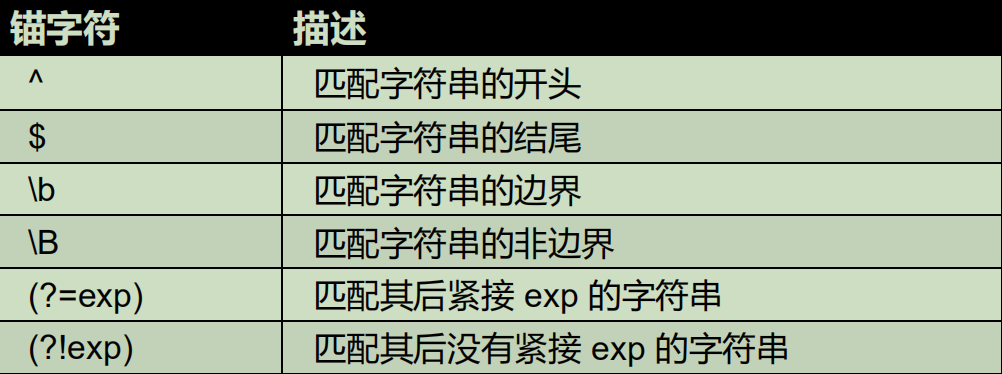 锚字符 描述
^ 匹配字符串的开头
$ 匹配字符串的结尾
\b 匹配字符串的边界
\B 匹配字符串的非边界
(?=exp) 匹配其后紧接 exp 的字符串
(?!exp) 匹配其后没有紧接 exp 的字符串